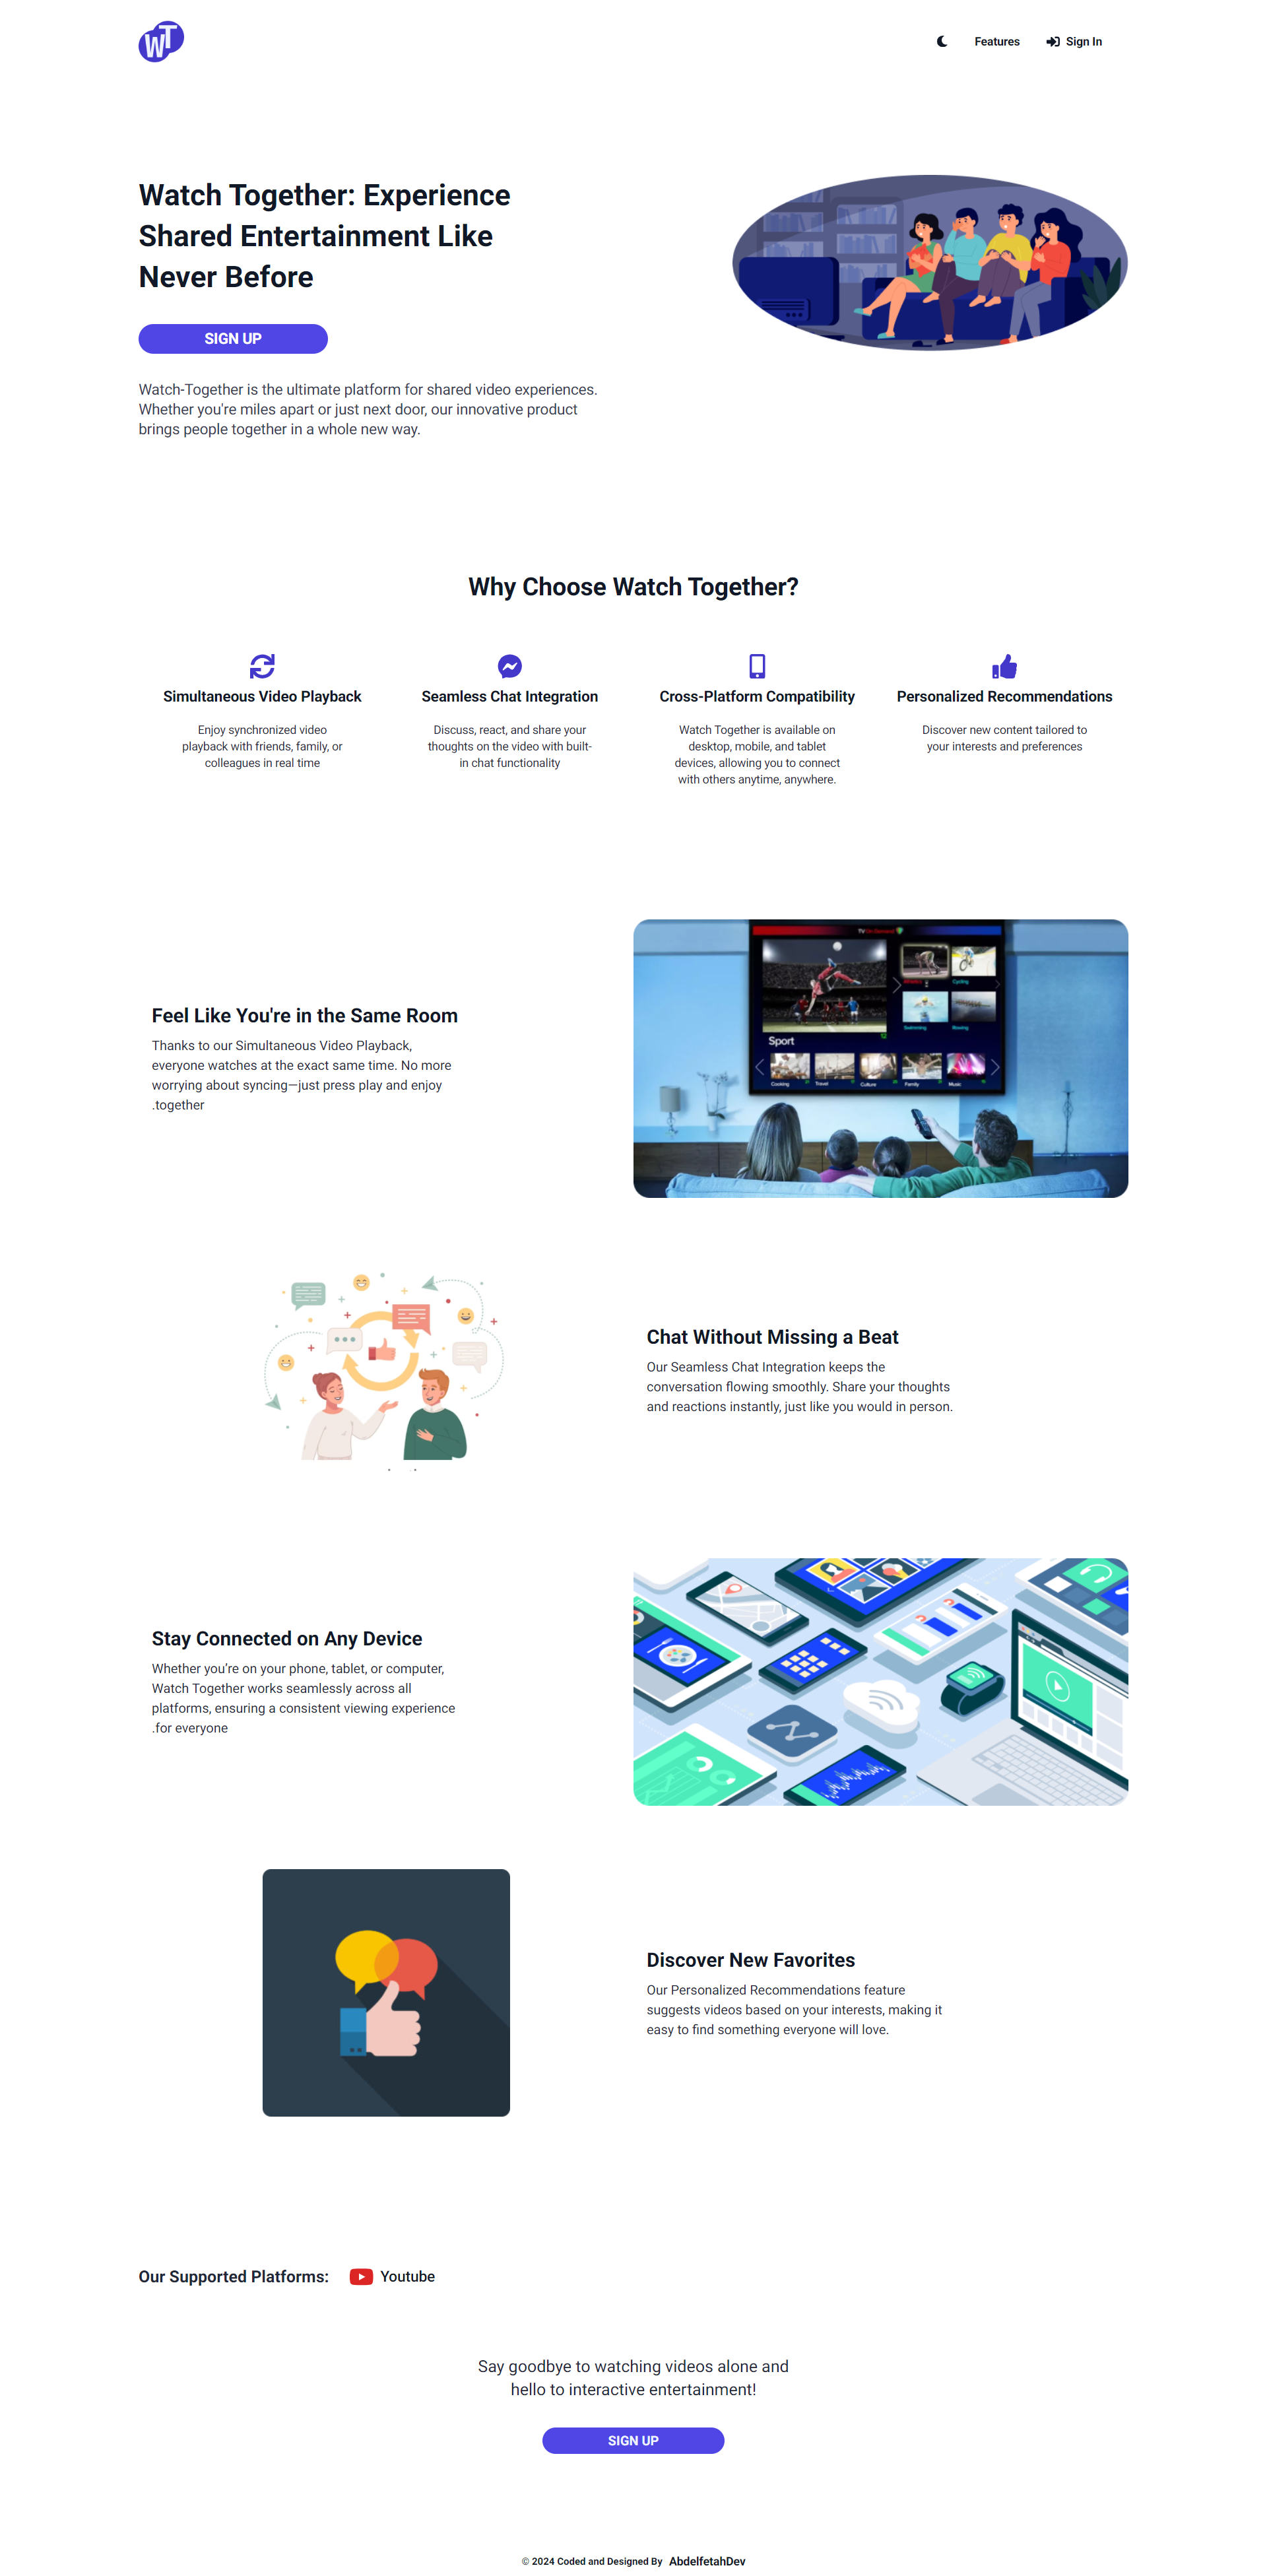 WT
Features
Sign In
Watch Together: Experience
Shared Entertainment Like
Never Before
SIGN UP
Watch-Together is the ultimate platform for shared video experiences.
Whether you're miles apart or just next door, our innovative product
brings people together in a whole new way.
Why Choose Watch Together?
Simultaneous Video Playback
Enjoy synchronized video
playback with friends, family, or
colleagues in real time
Seamless Chat Integration
Discuss, react, and share your
thoughts on the video with built-
in chat functionality
Cross-Platform Compatibility
Watch Together is available on
desktop, mobile, and tablet
devices, allowing you to connect
with others anytime, anywhere.
Personalized Recommendations
Discover new content tailored to
your interests and preferences
Feel Like You're in the Same Room
Thanks to our Simultaneous Video Playback,
everyone watches at the exact same time. No more
worrying about syncing—just press play and enjoy
.together
Sport
Cycling
Swimming
Rowing
Cooking
Travel
Culture
Family
Music
Chat Without Missing a Beat
Our Seamless Chat Integration keeps the
conversation flowing smoothly. Share your thoughts
and reactions instantly, just like you would in person.
Stay Connected on Any Device
Whether you're on your phone, tablet, or computer,
Watch Together works seamlessly across all
platforms, ensuring a consistent viewing experience
.for everyone
Discover New Favorites
Our Personalized Recommendations feature
suggests videos based on your interests, making it
easy to find something everyone will love.
Our Supported Platforms:
Youtube
Say goodbye to watching videos alone and
hello to interactive entertainment!
SIGN UP
© 2024 Coded and Designed By AbdelfetahDev